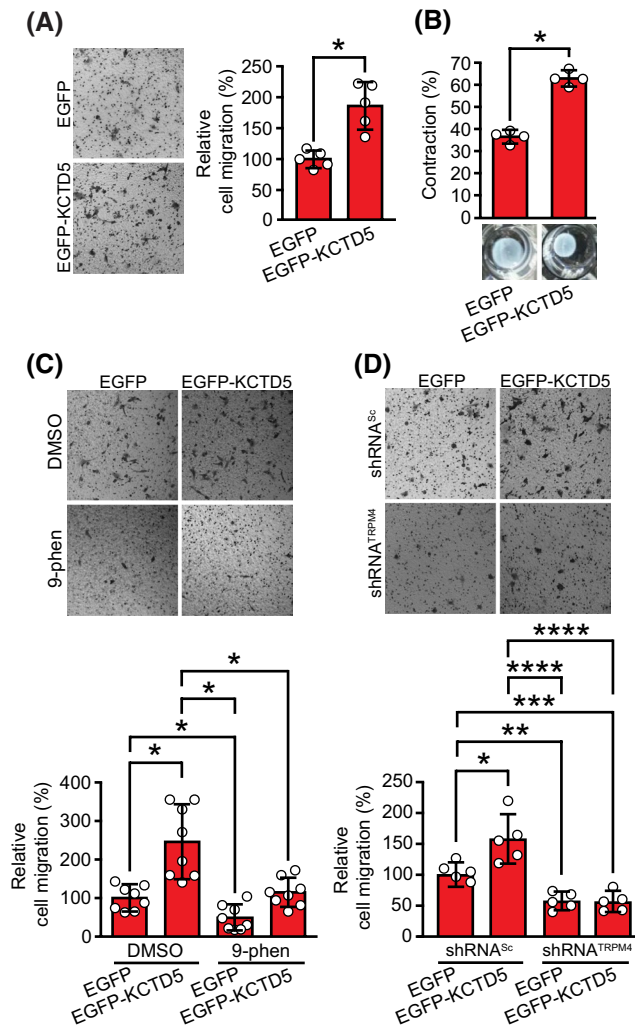 (A)
EGFP
EGFP-KCTD5
Relative
cell migration (%)
250
200
150
100
50
0
*
EGFP
EGFP-KCTD5
(B)
Contraction (%)
70
60
50
40
30
20
10
0
*
EGFP
EGFP-KCTD5
(C)
EGFP
EGFP-KCTD5
DMSO
9-phen
Relative
cell migration (%)
400
300
200
100
0
*
*
*
*
DMSO
9-phen
EGFP
EGFP-KCTD5
EGFP
EGFP-KCTD5
(D)
EGFP
EGFP-KCTD5
shRNASc
shRNATRPM4
Relative
cell migration (%)
250
200
150
100
50
0
****
****
***
**
*
shRNASc
shRNATRPM4
EGFP
EGFP-KCTD5
EGFP
EGFP-KCTD5